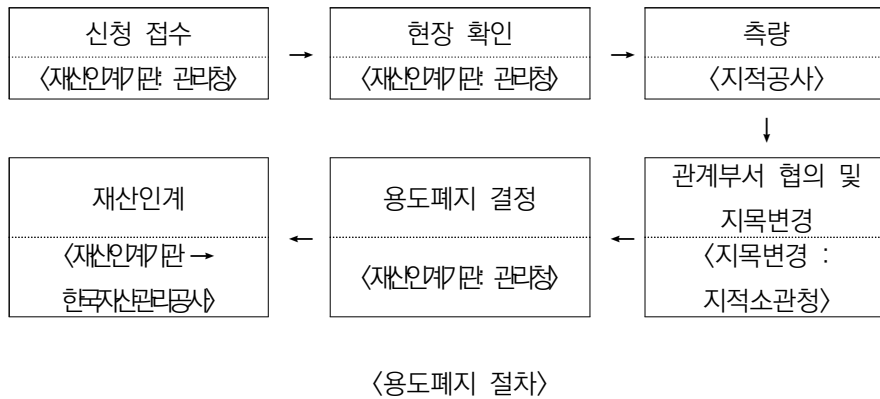 신청 접수
〈재산인계기관: 관리청〉
→
현장 확인
〈재산인계기관: 관리청〉
→
측량
〈지적공사〉
↓
관계부서 협의 및
지목변경
〈지목변경 :
지적소관청〉
←
용도폐지 결정
〈재산인계기관: 관리청〉
←
재산인계
〈재산인계기관 →
한국자산관리공사〉
〈용도폐지 절차〉